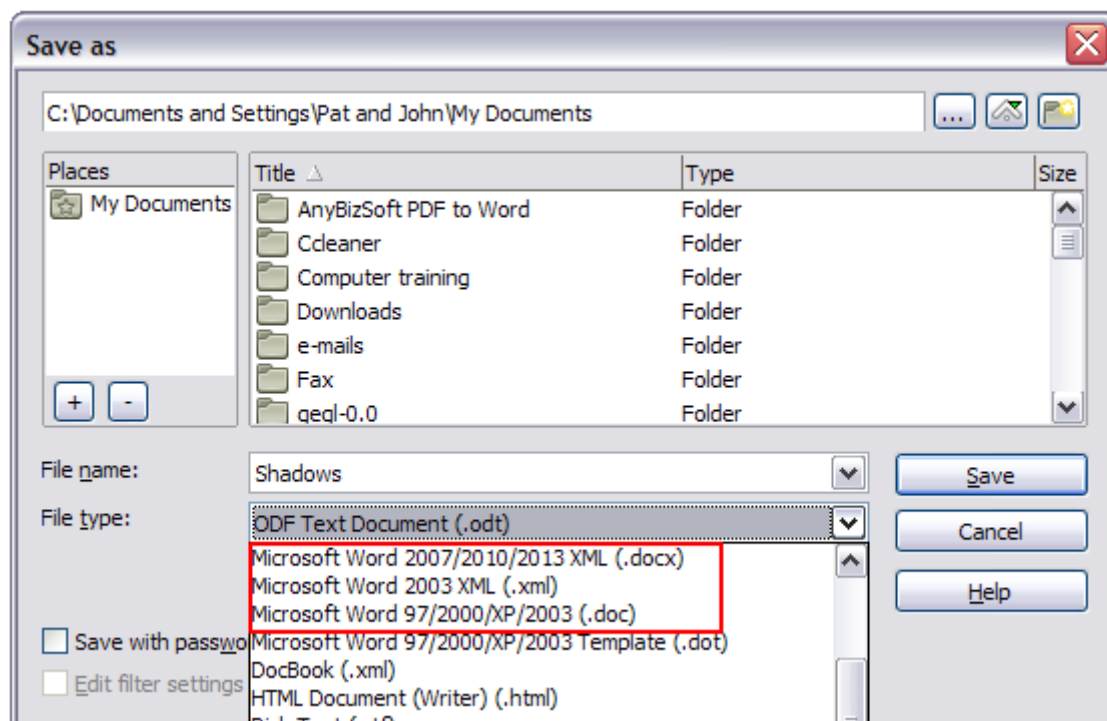 Save as
C:\Documents and Settings\Pat and John\My Documents
...
Places
My Documents
+ -
Title Type Size
AnyBizSoft PDF to Word Folder
Ccleaner Folder
Computer training Folder
Downloads Folder
e-mails Folder
Fax Folder
gegl-0.0 Folder
File name: Shadows Save
File type: ODF Text Document (.odt) Cancel
Microsoft Word 2007/2010/2013 XML (.docx)
Microsoft Word 2003 XML (.xml) Help
Microsoft Word 97/2000/XP/2003 (.doc)
Save with passwo Microsoft Word 97/2000/XP/2003 Template (.dot)
DocBook (.xml)
Edit filter settings HTML Document (Writer) (.html)